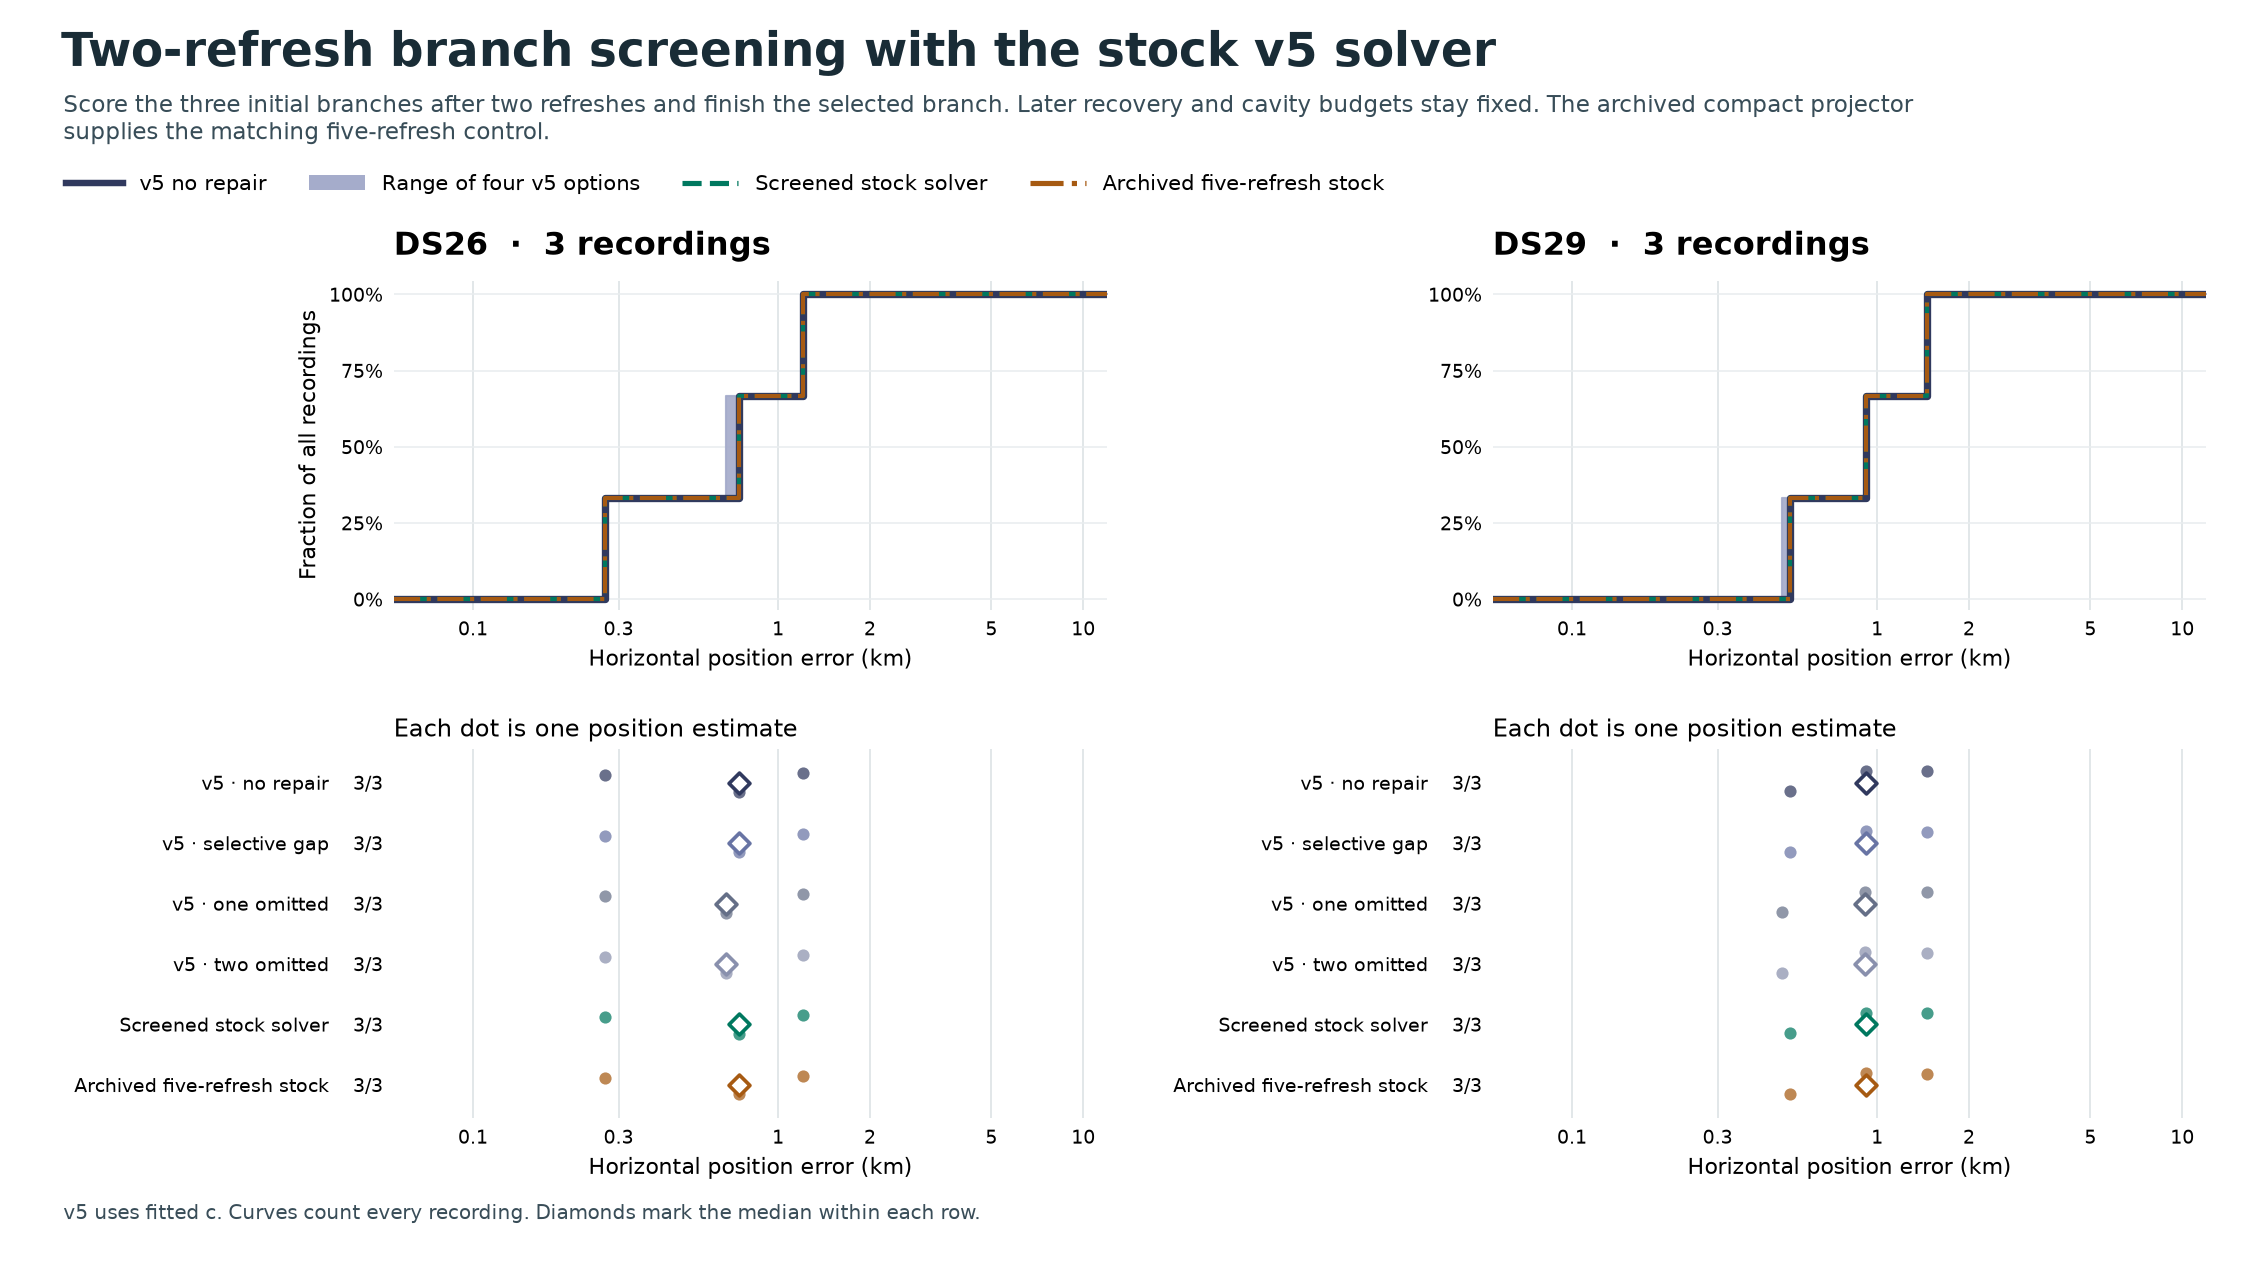 Two-refresh branch screening with the stock v5 solver
Score the three initial branches after two refreshes and finish the selected branch. Later recovery and cavity budgets stay fixed. The archived compact projector
supplies the matching five-refresh control.
v5 no repair
Range of four v5 options
Screened stock solver
Archived five-refresh stock
DS26 · 3 recordings
Fraction of all recordings
100%
75%
50%
25%
0%
0.1 0.3 1 2 5 10
Horizontal position error (km)
DS29 · 3 recordings
100%
75%
50%
25%
0%
0.1 0.3 1 2 5 10
Horizontal position error (km)
Each dot is one position estimate
v5 · no repair 3/3
v5 · selective gap 3/3
v5 · one omitted 3/3
v5 · two omitted 3/3
Screened stock solver 3/3
Archived five-refresh stock 3/3
0.1 0.3 1 2 5 10
Horizontal position error (km)
Each dot is one position estimate
v5 · no repair 3/3
v5 · selective gap 3/3
v5 · one omitted 3/3
v5 · two omitted 3/3
Screened stock solver 3/3
Archived five-refresh stock 3/3
0.1 0.3 1 2 5 10
Horizontal position error (km)
v5 uses fitted c. Curves count every recording. Diamonds mark the median within each row.